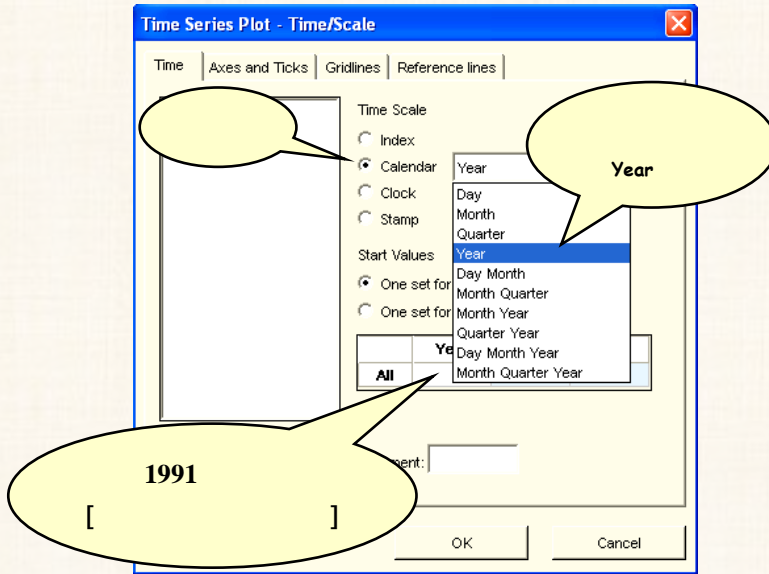 Time Series Plot - Time/Scale
Time
Axes and Ticks
Gridlines
Reference lines
Time Scale
Index
Calendar
Year
Clock
Stamp
Day
Month
Quarter
Year
Day Month
Month Quarter
Month Year
Quarter Year
Day Month Year
Month Quarter Year
Year
Start Values
One set for
One set for
All
1991
[ ]
OK
Cancel